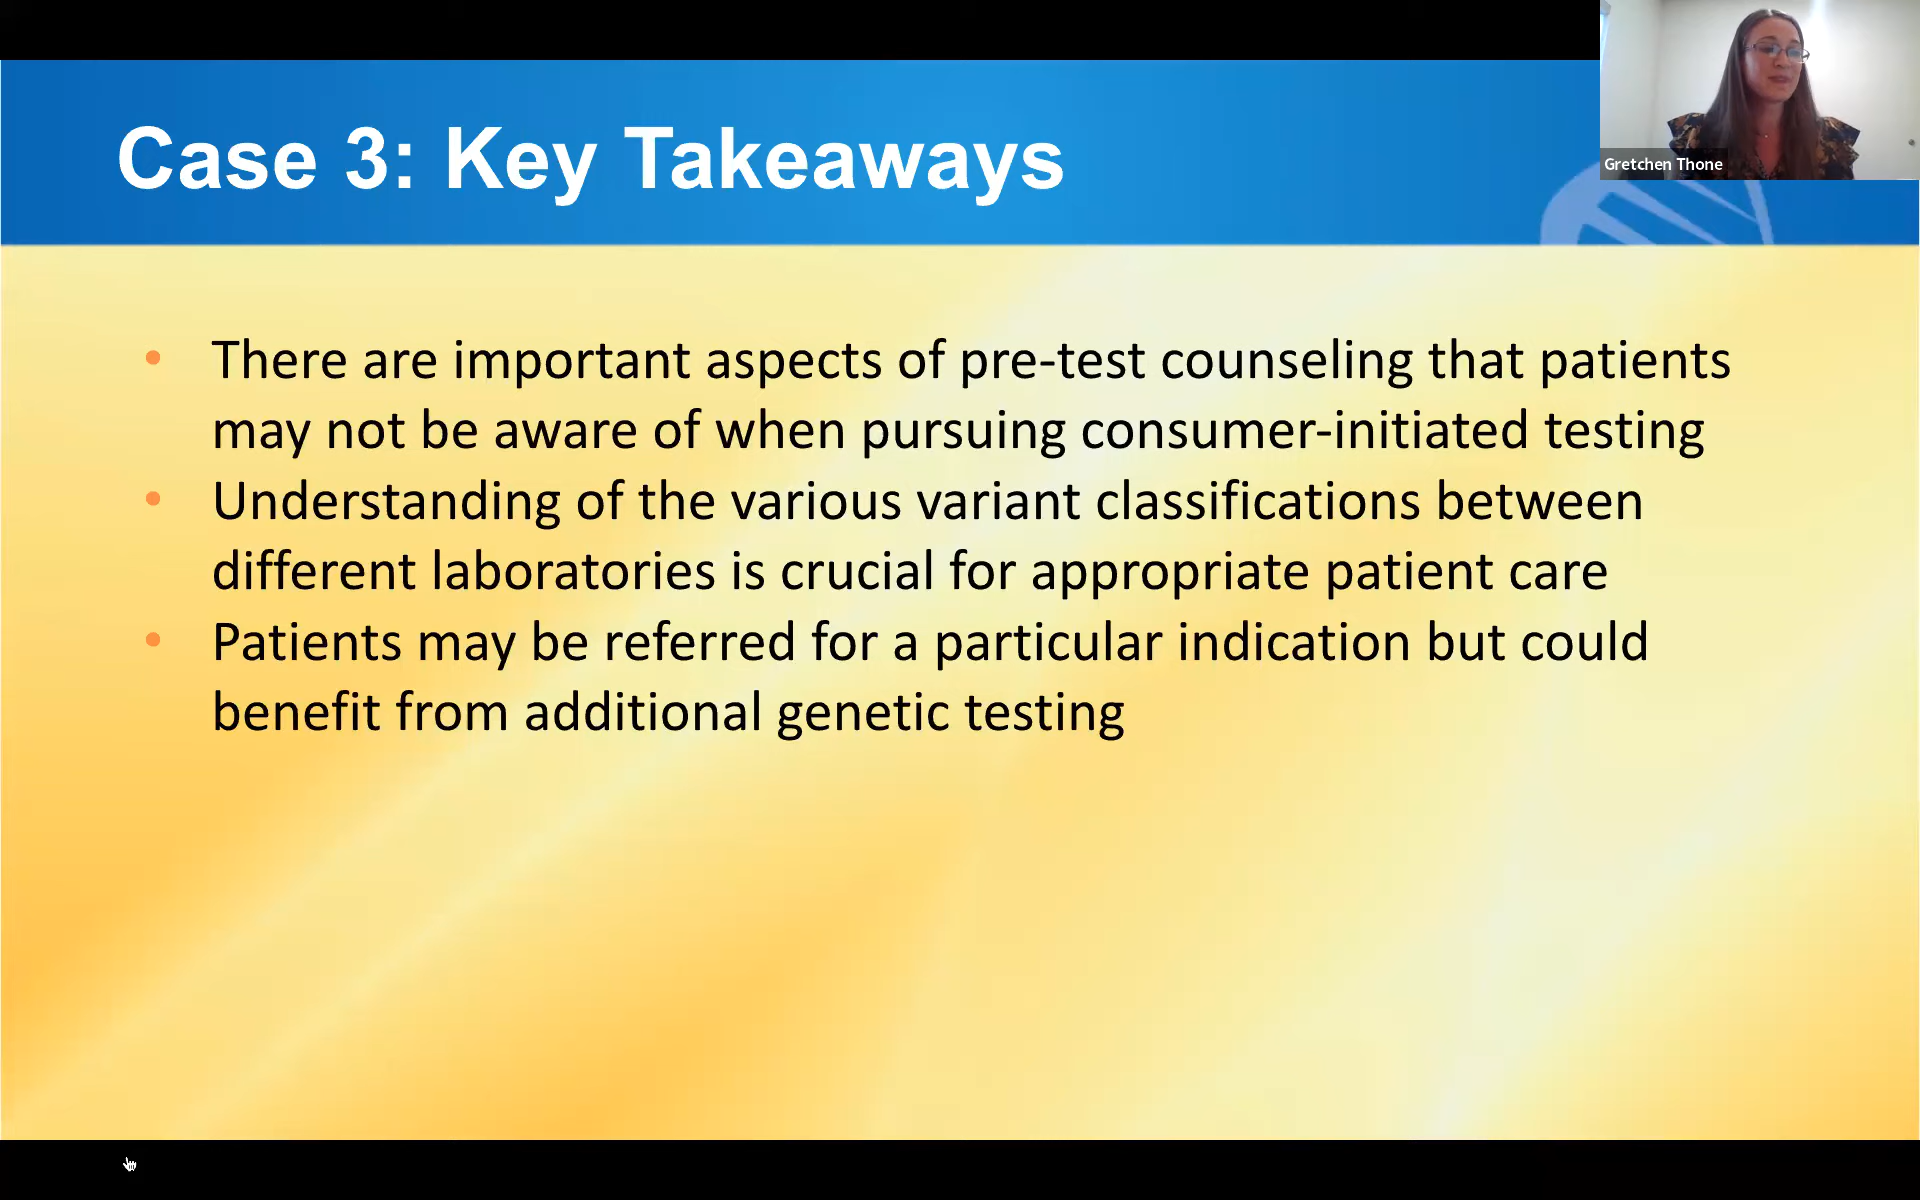 Case 3: Key Takeaways
Gretchen Thone
• There are important aspects of pre-test counseling that patients
may not be aware of when pursuing consumer-initiated testing
• Understanding of the various variant classifications between
different laboratories is crucial for appropriate patient care
• Patients may be referred for a particular indication but could
benefit from additional genetic testing